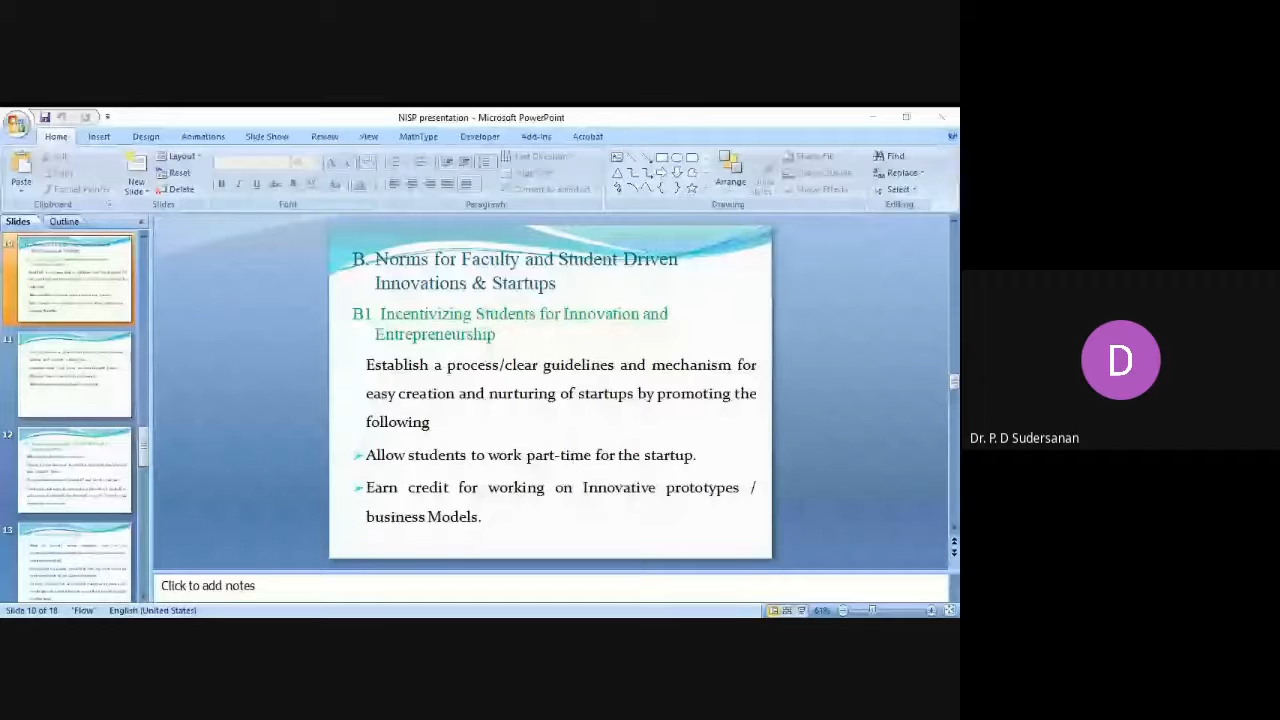 NISP presentation - Microsoft PowerPoint
Home Insert Design Animations Slide Show Review View MathType Developer Add-Ins Acrobat
Paste
New
Slide
Layout
Reset
Delete
Arrange
Find
Replace
Select
Clipboard Slides Font Paragraph Drawing Editing
Slides Outline
10
11
12
13
B. Norms for Faculty and Student Driven
Innovations & Startups
B1 Incentivizing Students for Innovation and
Entrepreneurship
Establish a process/clear guidelines and mechanism for
easy creation and nurturing of startups by promoting the
following
Allow students to work part-time for the startup.
Earn credit for working on Innovative prototypes
business Models.
Click to add notes
Slide 10 of 18 "Flow" English (United States) 61%
D
Dr. P. D Sudersanan